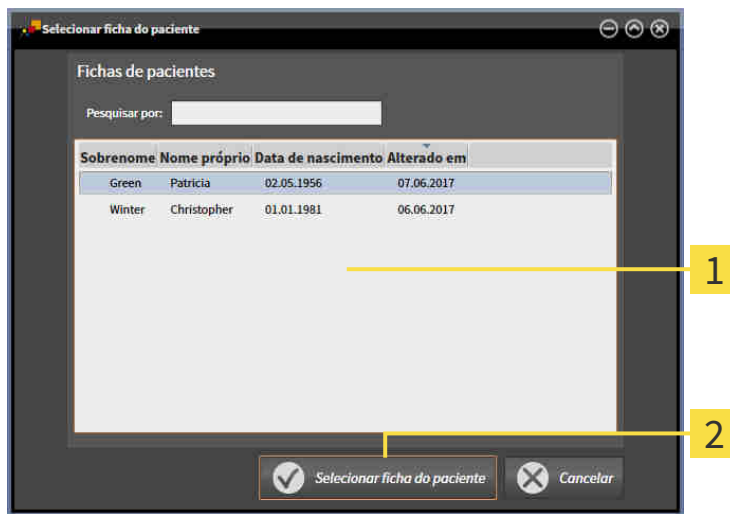 Selecionar ficha do paciente
Fichas de pacientes
Pesquisar por:
Sobrenome Nome próprio Data de nascimento Alterado em
Green Patricia 02.05.1956 07.06.2017
Winter Christopher 01.01.1981 06.06.2017
1
2
Selecionar ficha do paciente Cancelar